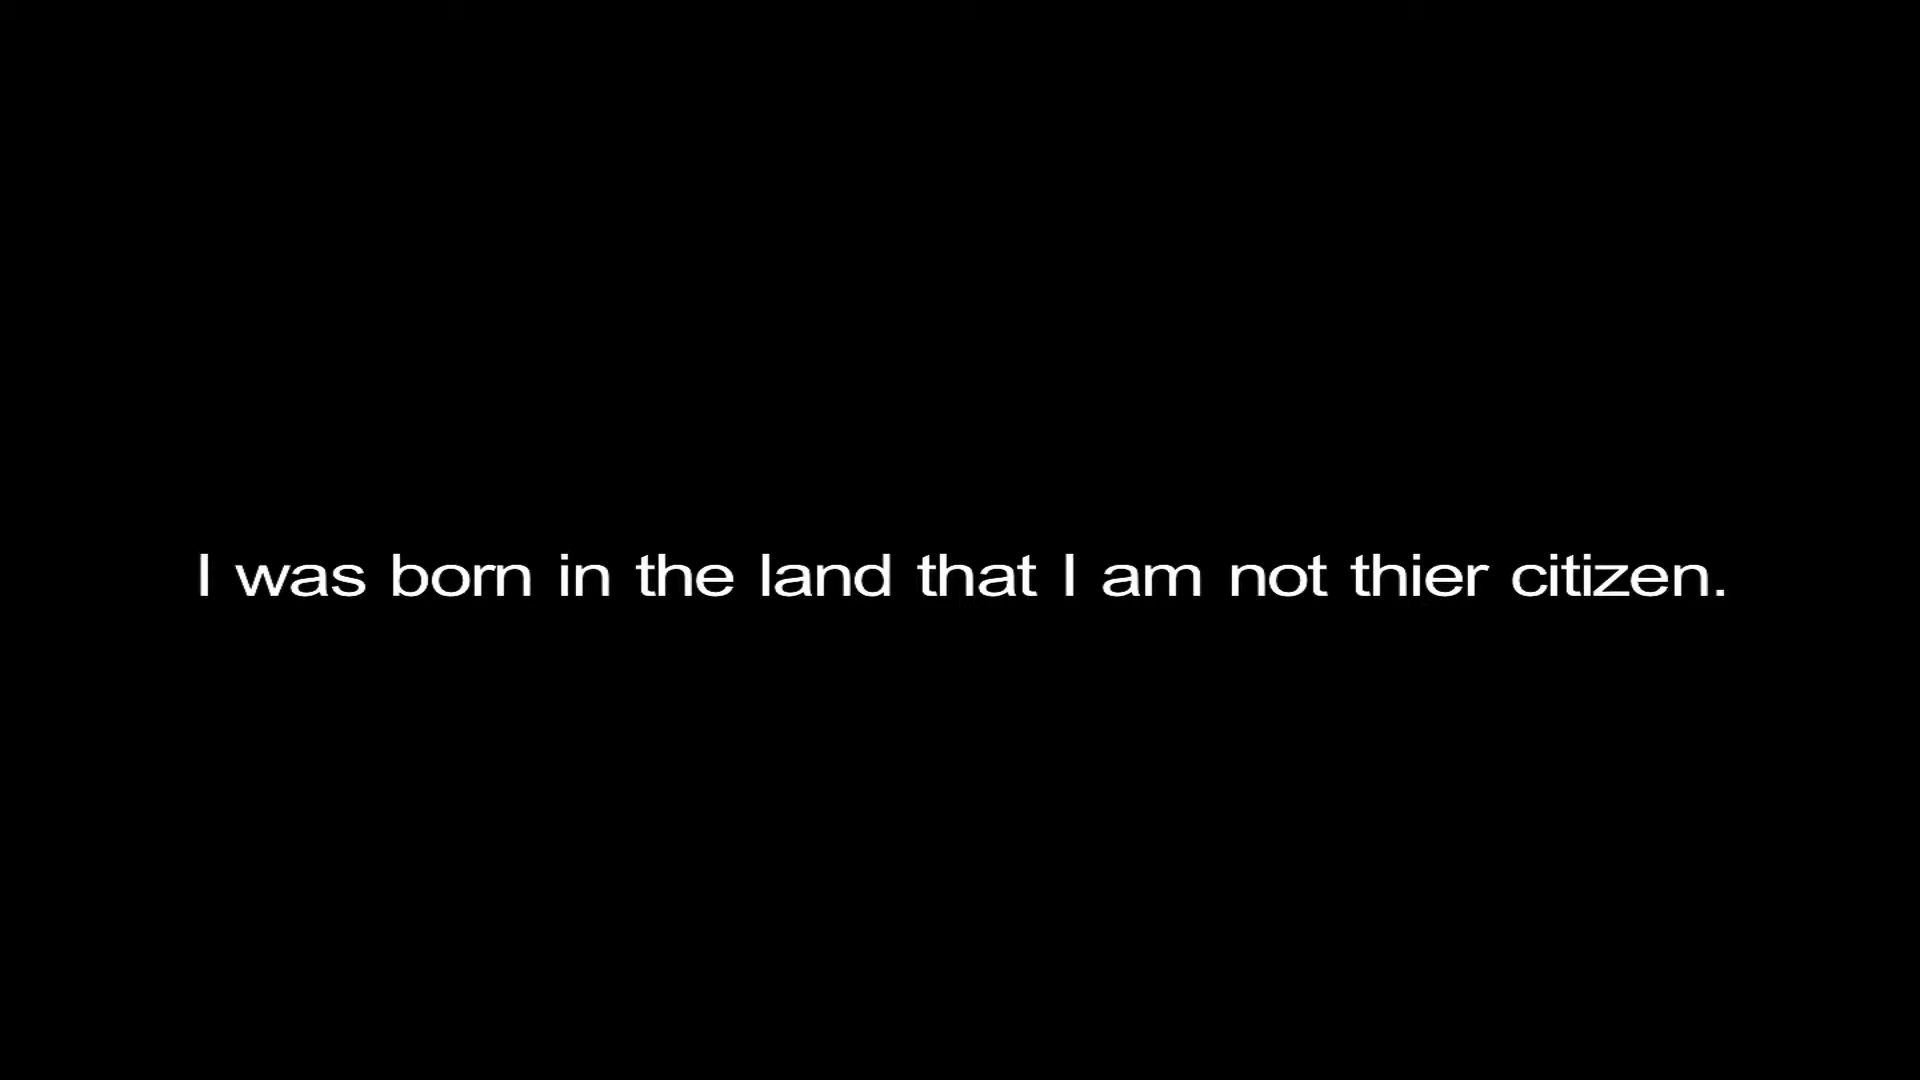 I was born in the land that I am not thier citizen.